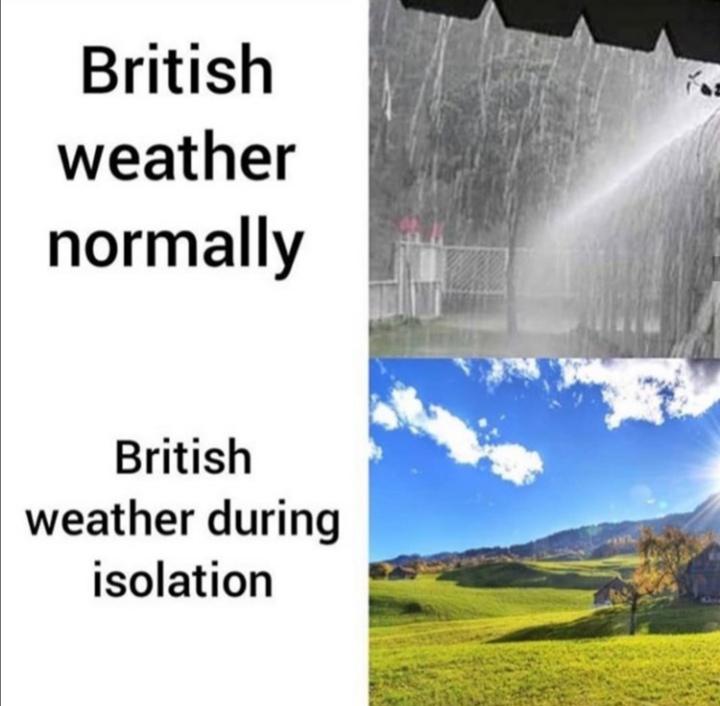 British
weather
normally
British
weather during
isolation